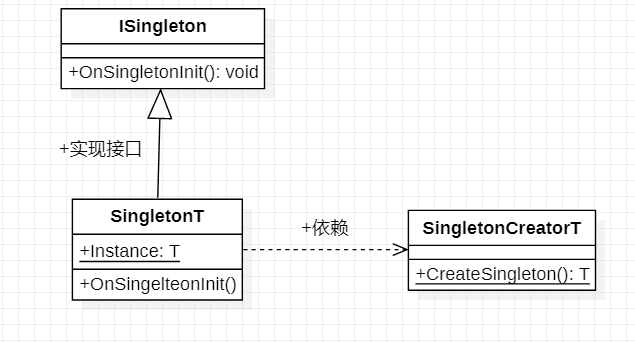 ISingleton
+OnSingletonInit(): void
+实现接口
SingletonT
+Instance: T
+OnSingelteonInit()
+依赖
SingletonCreatorT
+CreateSingleton(): T